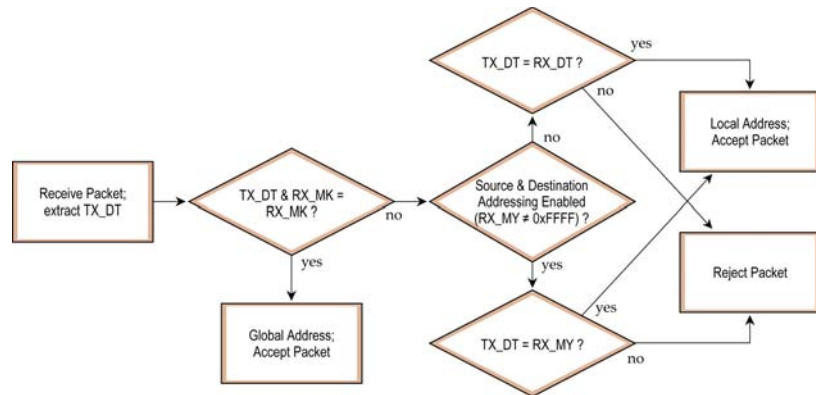 Receive Packet;
extract TX_DT
TX_DT & RX_MK =
RX_MK ?
no
yes
Global Address;
Accept Packet
Source & Destination
Addressing Enabled
(RX_MY ≠ 0xFFFF) ?
no
yes
TX_DT = RX_DT ?
yes
no
TX_DT = RX_MY ?
yes
no
Local Address;
Accept Packet
Reject Packet